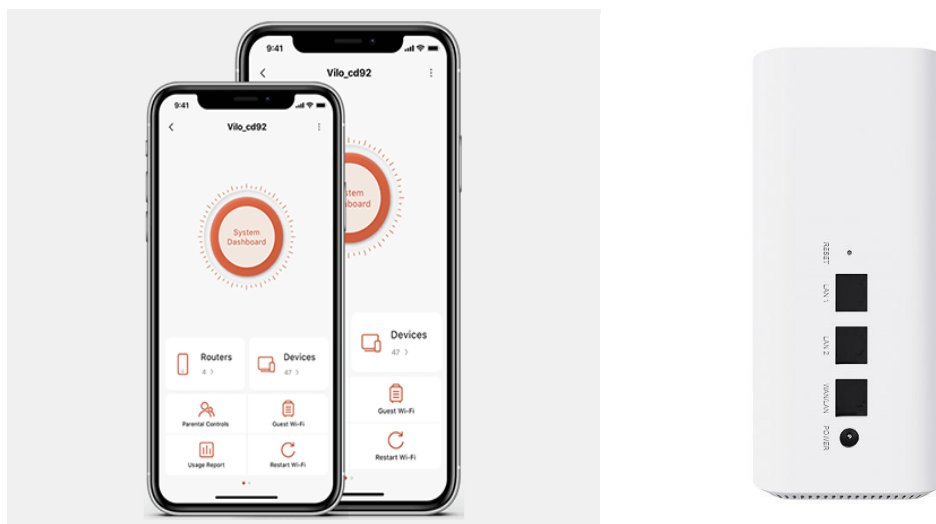 9:41
Vilo_cd92
System
Dashboard
Routers
4 >
Devices
47 >
Parental Controls
Guest Wi-Fi
Usage Report
Restart Wi-Fi
9:41
Vilo_cd92
stem
board
Devices
47 >
Guest Wi-Fi
Restart Wi-Fi
RESET
LAN 1
LAN 2
WAN/LAN
POWER